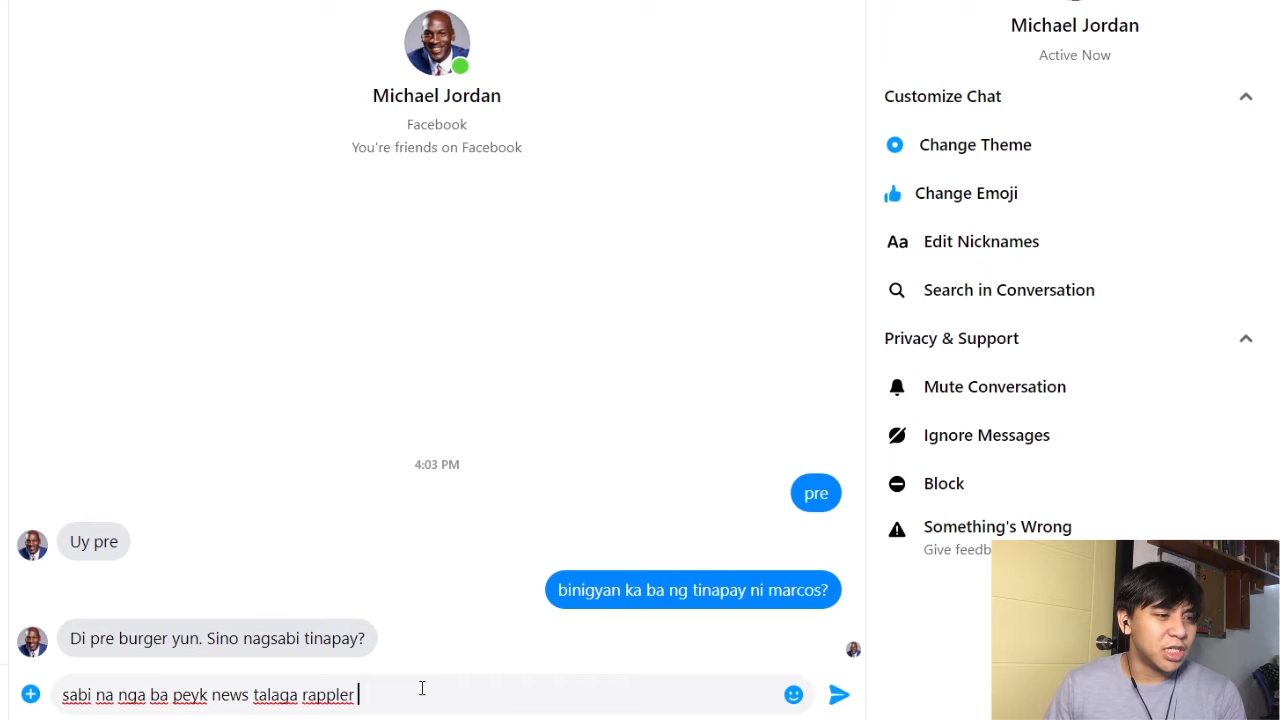 Michael Jordan
Facebook
You're friends on Facebook
4:03 PM
pre
Uy pre
binigyan ka ba ng tinapay ni marcos?
Di pre burger yun. Sino nagsabi tinapay?
sabi na nga ba peyk news talaga rappler
Michael Jordan
Active Now
Customize Chat
Change Theme
Change Emoji
Aa Edit Nicknames
Search in Conversation
Privacy & Support
Mute Conversation
Ignore Messages
Block
Something's Wrong
Give